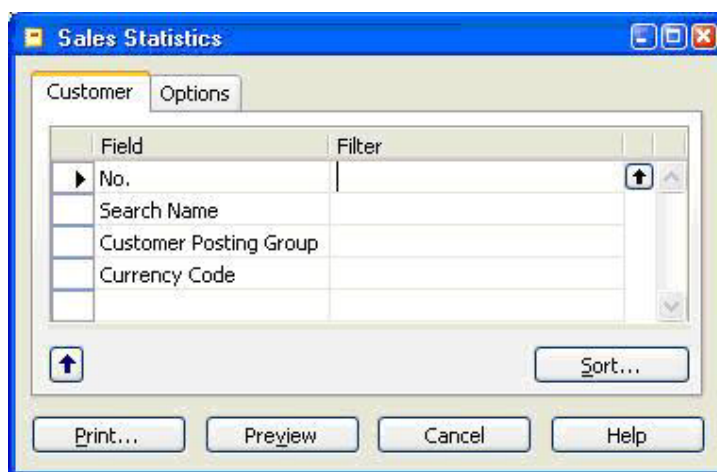 Sales Statistics
Customer Options
Field Filter
No.
Search Name
Customer Posting Group
Currency Code
Sort...
Print... Preview Cancel Help